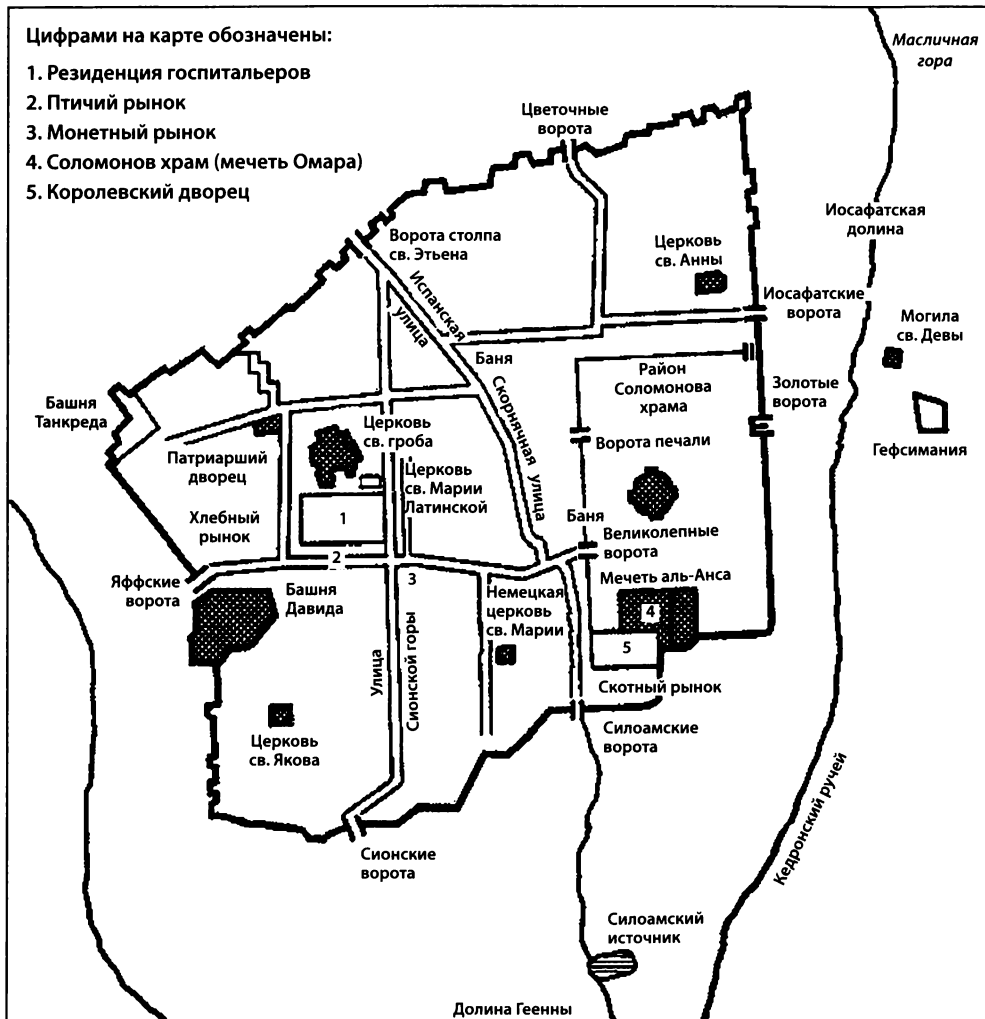 Цифрами на карте обозначены:
1. Резиденция госпитальеров
2. Птичий рынок
3. Монетный рынок
4. Соломонов храм (мечеть Омара)
5. Королевский дворец
Масличная
гора
Цветочные
ворота
Иосафатская
долина
Ворота столпа
св. Этьена
Церковь
св. Анны
Испанская
улица
Иосафатские
ворота
Могила
св. Девы
Баня
Район
Соломонова
храма
Золотые
ворота
Башня
Танкреда
Скорнячная улица
Церковь
св. гроба
Ворота печали
Гефсимания
Патриарший
дворец
Церковь
св. Марии
Латинской
Хлебный
рынок
1
Баня
Великолепные
ворота
2
3
Яффские
ворота
Башня
Давида
Немецкая
церковь
св. Марии
Мечеть аль-Анса
4
5
Улица
Сионской горы
Скотный рынок
Силоамские
ворота
Церковь
св. Якова
Кедронский ручей
Сионские
ворота
Силоамский
источник
Долина Геенны